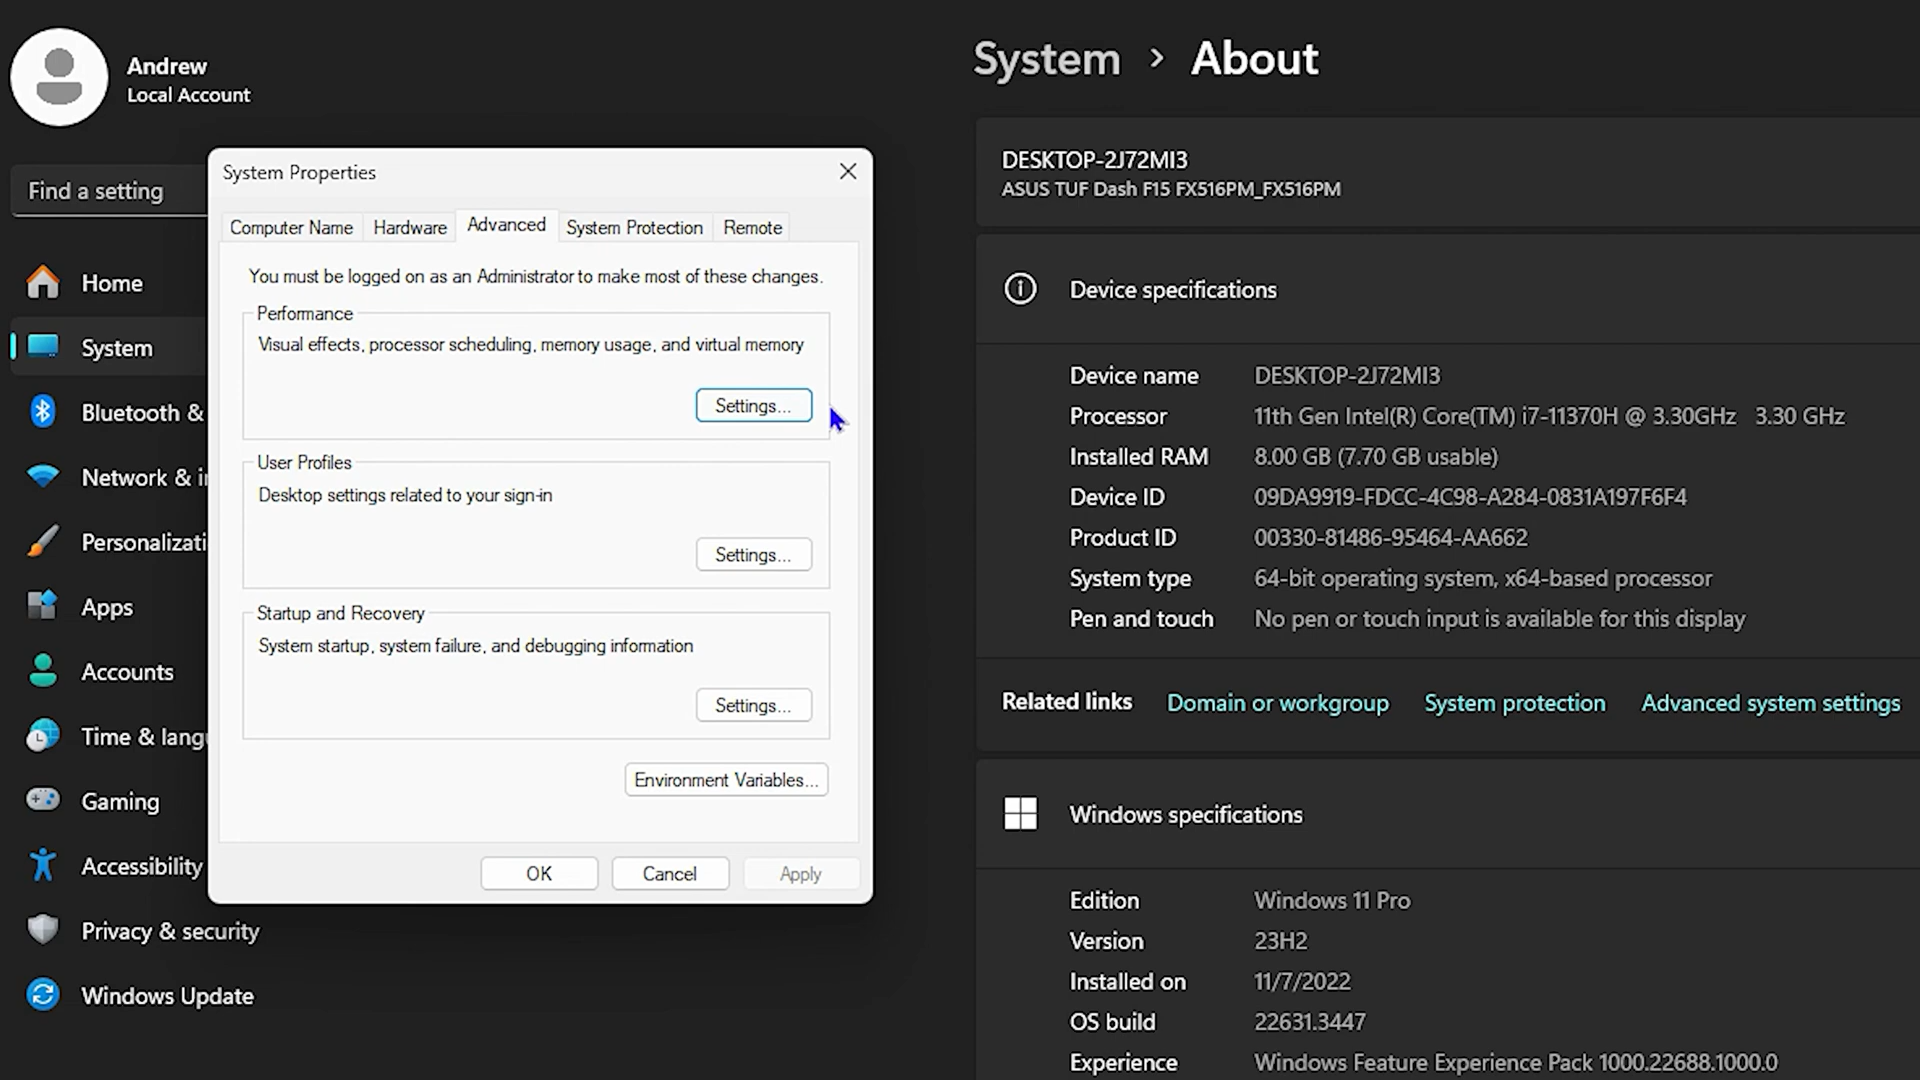 Andrew
Local Account
Find a setting
Home
System
Bluetooth &
Network & i
Personalizati
Apps
Accounts
Time & langu
Gaming
Accessibility
Privacy & security
Windows Update
System Properties
Computer Name Hardware Advanced System Protection Remote
You must be logged on as an Administrator to make most of these changes.
Performance
Visual effects, processor scheduling, memory usage, and virtual memory
Settings...
User Profiles
Desktop settings related to your sign-in
Settings...
Startup and Recovery
System startup, system failure, and debugging information
Settings...
Environment Variables...
OK Cancel Apply
System > About
DESKTOP-2J72MI3
ASUS TUF Dash F15 FX516PM_FX516PM
Device specifications
Device name DESKTOP-2J72MI3
Processor 11th Gen Intel(R) Core(TM) i7-11370H @ 3.30GHz 3.30 GHz
Installed RAM 8.00 GB (7.70 GB usable)
Device ID 09DA9919-FDCC-4C98-A284-0831A197F6F4
Product ID 00330-81486-95464-AA662
System type 64-bit operating system, x64-based processor
Pen and touch No pen or touch input is available for this display
Related links Domain or workgroup System protection Advanced system settings
Windows specifications
Edition Windows 11 Pro
Version 23H2
Installed on 11/7/2022
OS build 22631.3447
Experience Windows Feature Experience Pack 1000.22688.1000.0